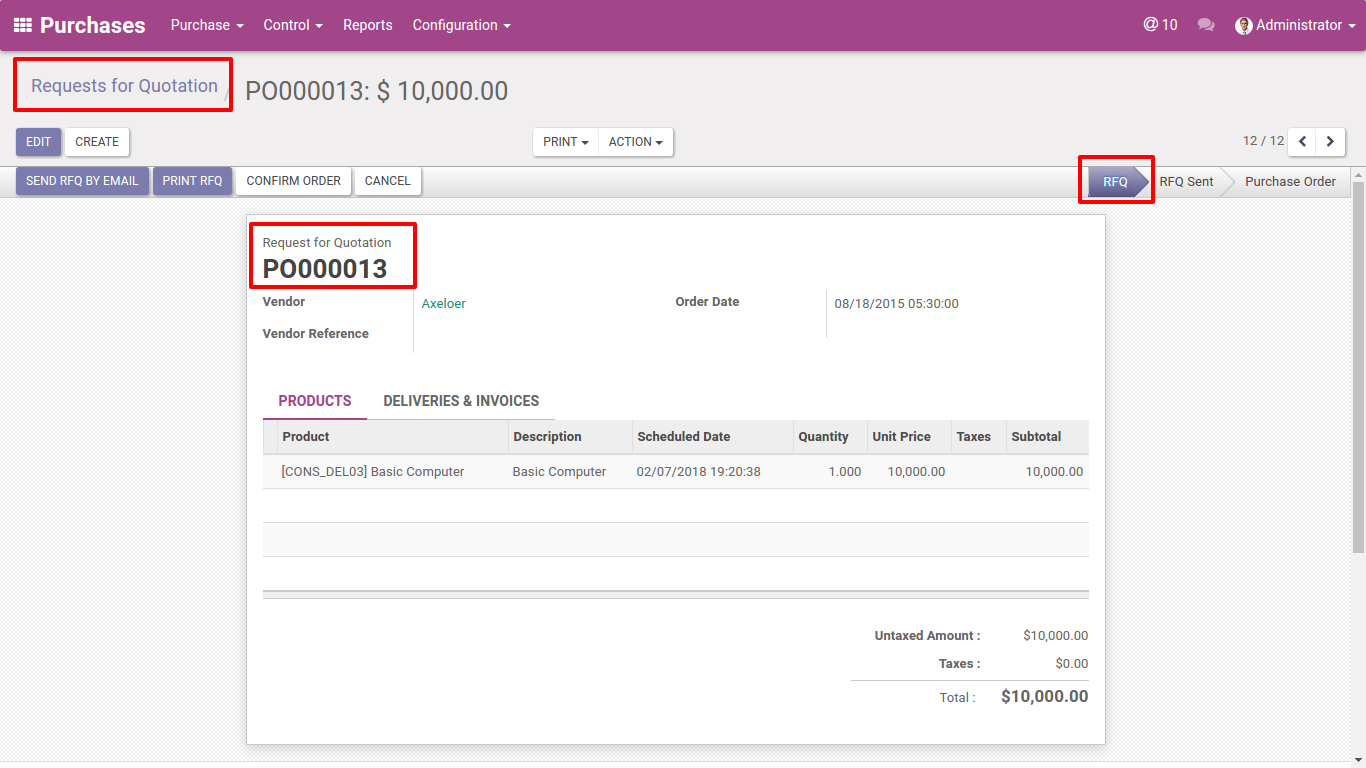 Purchases Purchase Control Reports Configuration @ 10 Administrator
Requests for Quotation / PO000013: $ 10,000.00
EDIT CREATE PRINT ACTION 12 / 12
SEND RFQ BY EMAIL PRINT RFQ CONFIRM ORDER CANCEL RFQ RFQ Sent Purchase Order
Request for Quotation
PO000013
Vendor Axeloer Order Date 08/18/2015 05:30:00
Vendor Reference
PRODUCTS DELIVERIES & INVOICES
Product Description Scheduled Date Quantity Unit Price Taxes Subtotal
[CONS_DEL03] Basic Computer Basic Computer 02/07/2018 19:20:38 1.000 10,000.00 10,000.00
Untaxed Amount : $10,000.00
Taxes : $0.00
Total : $10,000.00